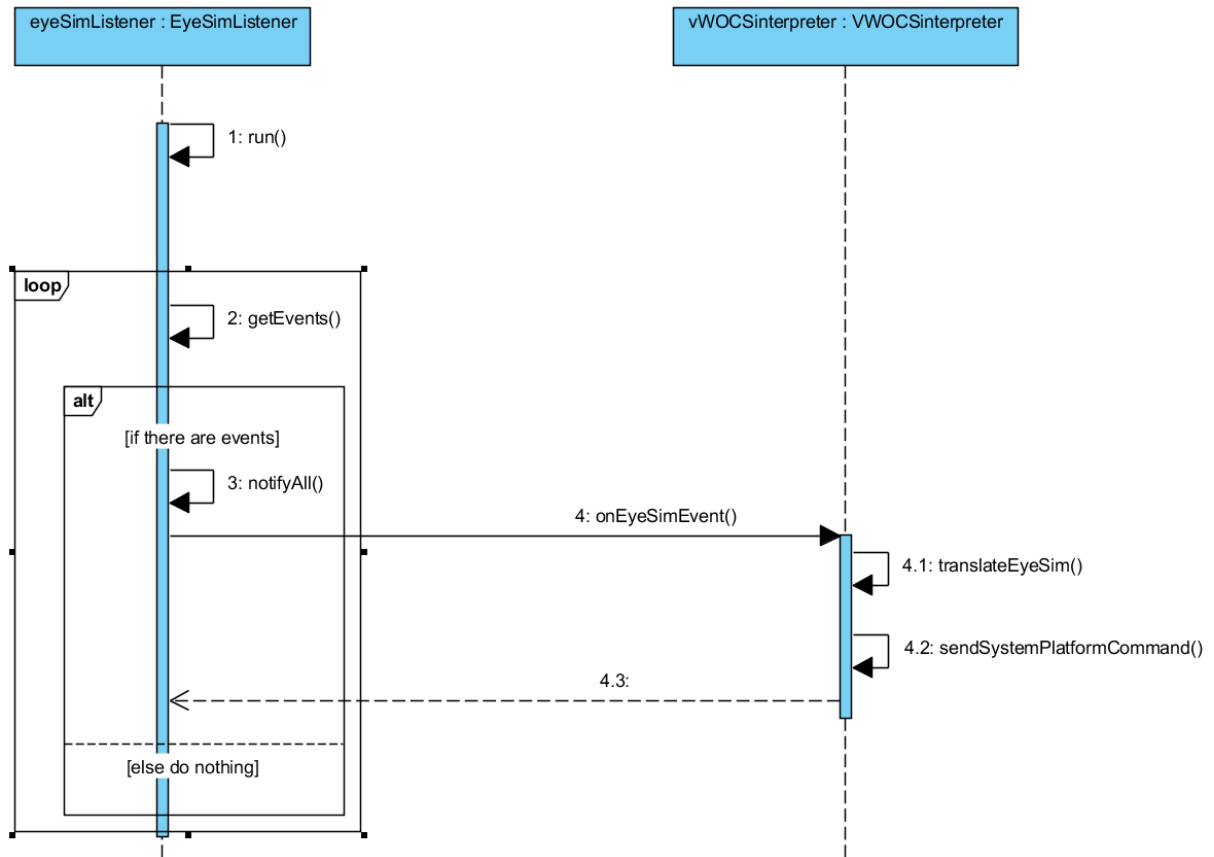 eyeSimListener : EyeSimListener
vWOCSinterpreter : VWOCSinterpreter
1: run()
loop
2: getEvents()
alt
[if there are events]
3: notifyAll()
4: onEyeSimEvent()
4.1: translateEyeSim()
4.2: sendSystemPlatformCommand()
4.3:
[else do nothing]